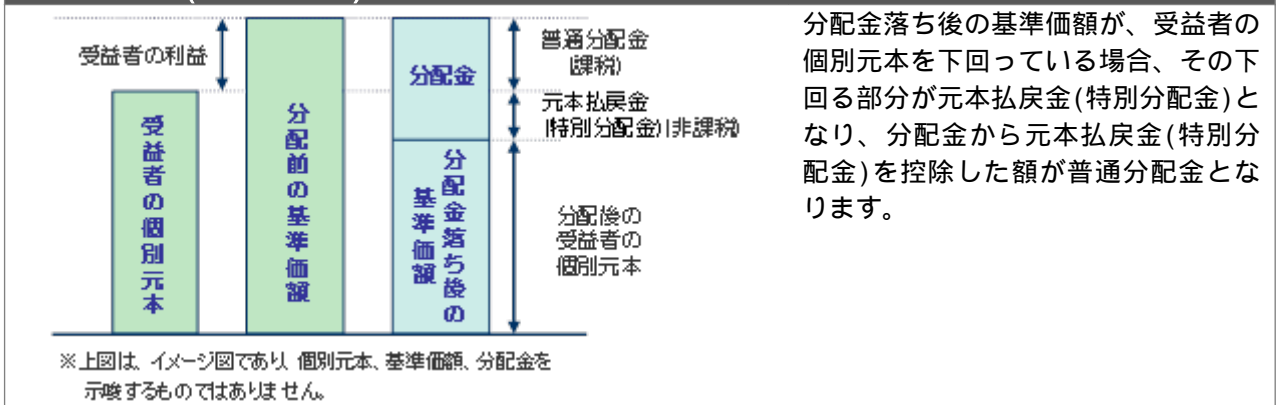 受益者の利益
受益者の個別元本
分配前の基準価額
分配金
分配金落ち後の
基準価額
普通分配金
(課税)
元本払戻金
(特別分配金)(非課税)
分配後の
受益者の
個別元本
※上図は、イメージ図であり、個別元本、基準価額、分配金を
示唆するものではありません。
分配金落ち後の基準価額が、受益者の
個別元本を下回っている場合、その下
回る部分が元本払戻金(特別分配金)と
なり、分配金から元本払戻金(特別分
配金)を控除した額が普通分配金とな
ります。